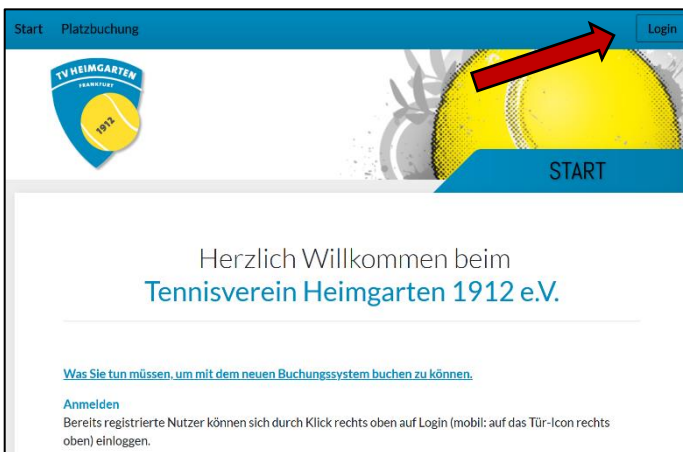 Start Platzbuchung Login
TV HEIMGARTEN
FRANKFURT
1912
START
Herzlich Willkommen beim
Tennisverein Heimgarten 1912 e.V.
Was Sie tun müssen, um mit dem neuen Buchungssystem buchen zu können.
Anmelden
Bereits registrierte Nutzer können sich durch Klick rechts oben auf Login (mobil: auf das Tür-Icon rechts
oben) einloggen.